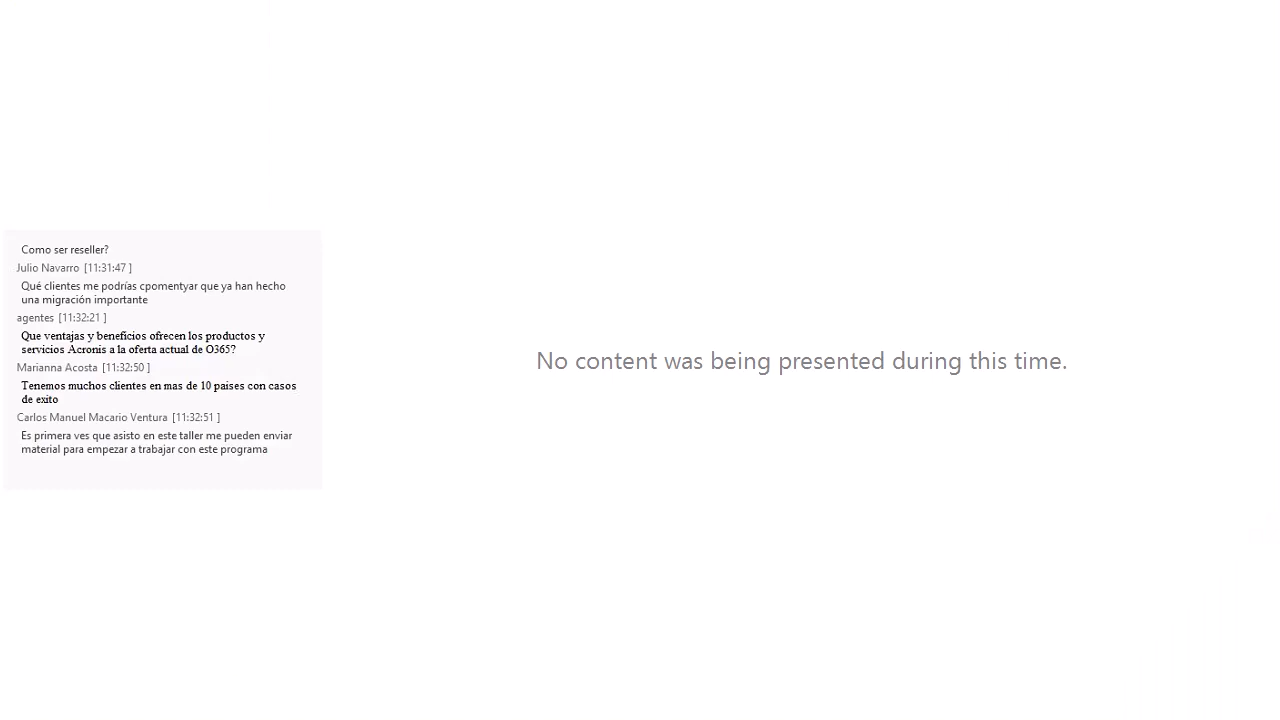 Como ser reseller?
Julio Navarro [11:31:47 ]
Qué clientes me podrías cpomentyar que ya han hecho
una migración importante
agentes [11:32:21 ]
Que ventajas y beneficios ofrecen los productos y
servicios Acronis a la oferta actual de O365?
Marianna Acosta [11:32:50 ]
Tenemos muchos clientes en mas de 10 paises con casos
de exito
Carlos Manuel Macario Ventura [11:32:51 ]
Es primera ves que asisto en este taller me pueden enviar
material para empezar a trabajar con este programa
No content was being presented during this time.